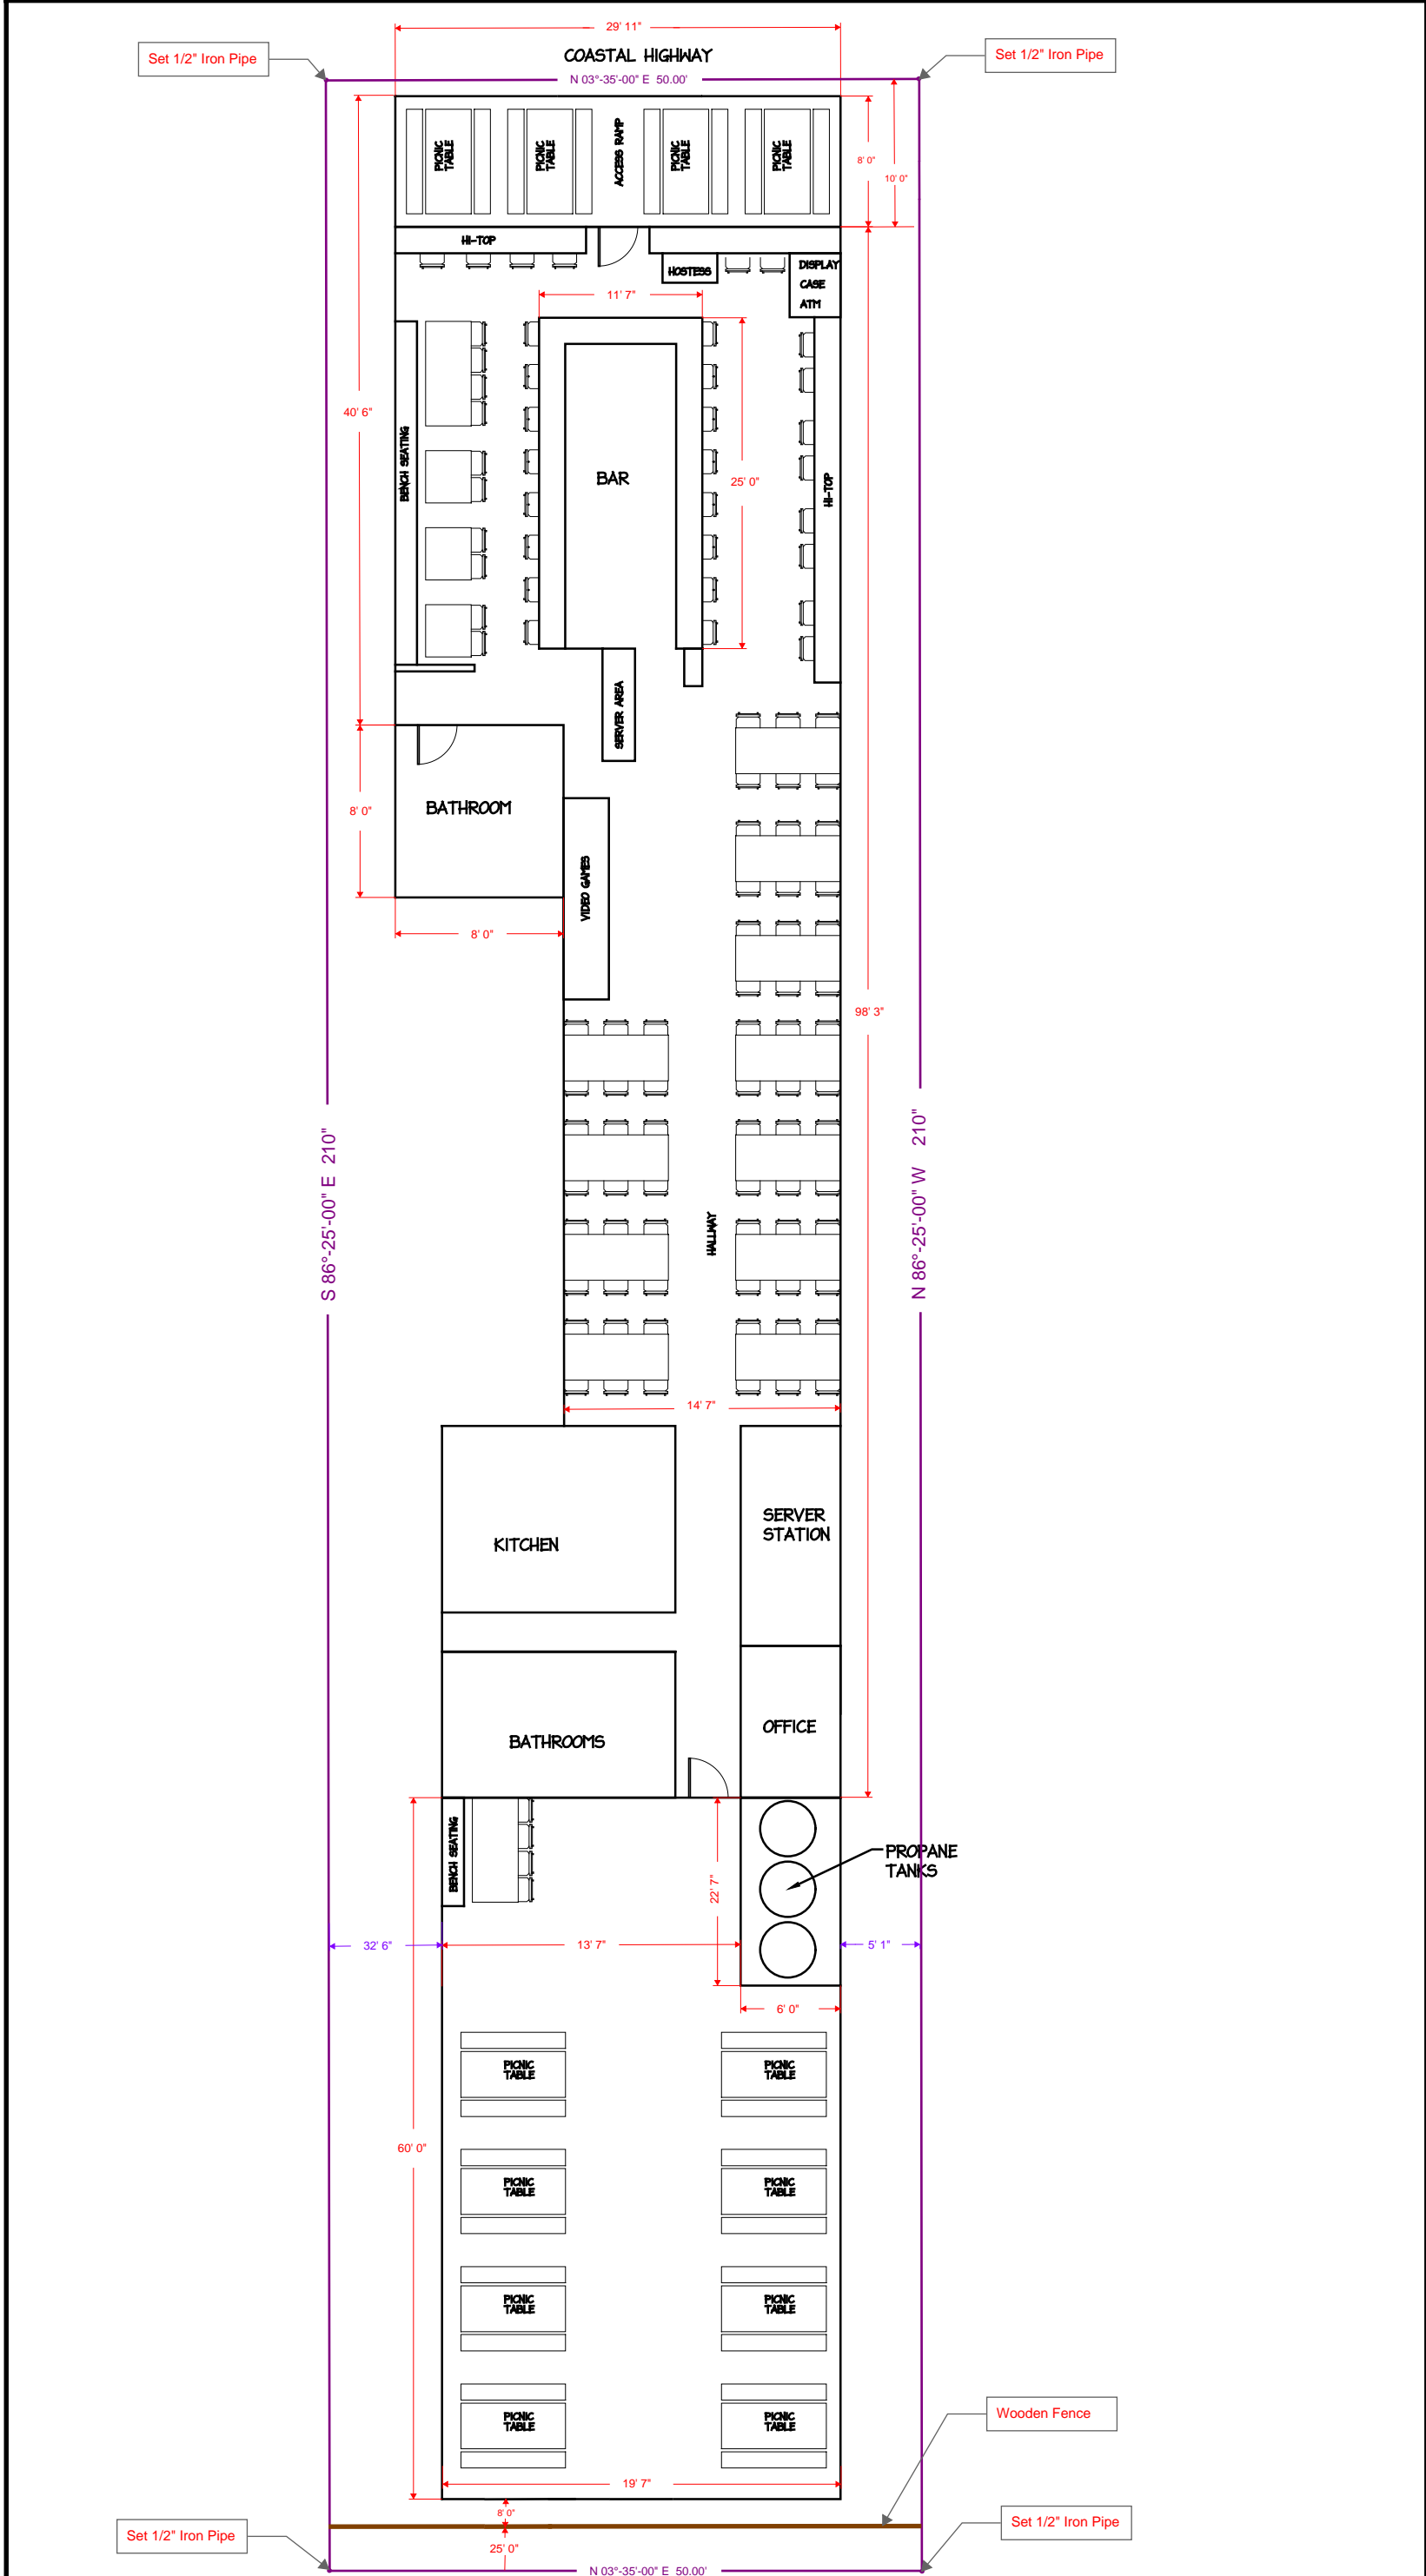 29' 11"
COASTAL HIGHWAY
Set 1/2" Iron Pipe
Set 1/2" Iron Pipe
N 03°-35'-00" E 50.00'
PICNIC
TABLE
PICNIC
TABLE
ACCESS RAMP
PICNIC
TABLE
PICNIC
TABLE
8' 0"
10' 0"
HI-TOP
HOSTESS
DISPLAY
CASE
ATM
11' 7"
40' 6"
BENCH SEATING
BAR
25' 0"
HI-TOP
SERVER AREA
BATHROOM
8' 0"
VIDEO GAMES
8' 0"
98' 3"
S 86°-25'-00" E 210"
N 86°-25'-00" W 210"
HALLWAY
14' 7"
KITCHEN
SERVER
STATION
BATHROOMS
OFFICE
BENCH SEATING
PROPANE
TANKS
22' 7"
32' 6"
13' 7"
5' 1"
6' 0"
PICNIC
TABLE
PICNIC
TABLE
60' 0"
PICNIC
TABLE
PICNIC
TABLE
PICNIC
TABLE
PICNIC
TABLE
PICNIC
TABLE
PICNIC
TABLE
Wooden Fence
19' 7"
8' 0"
Set 1/2" Iron Pipe
Set 1/2" Iron Pipe
25' 0"
N 03°-35'-00" E 50.00'